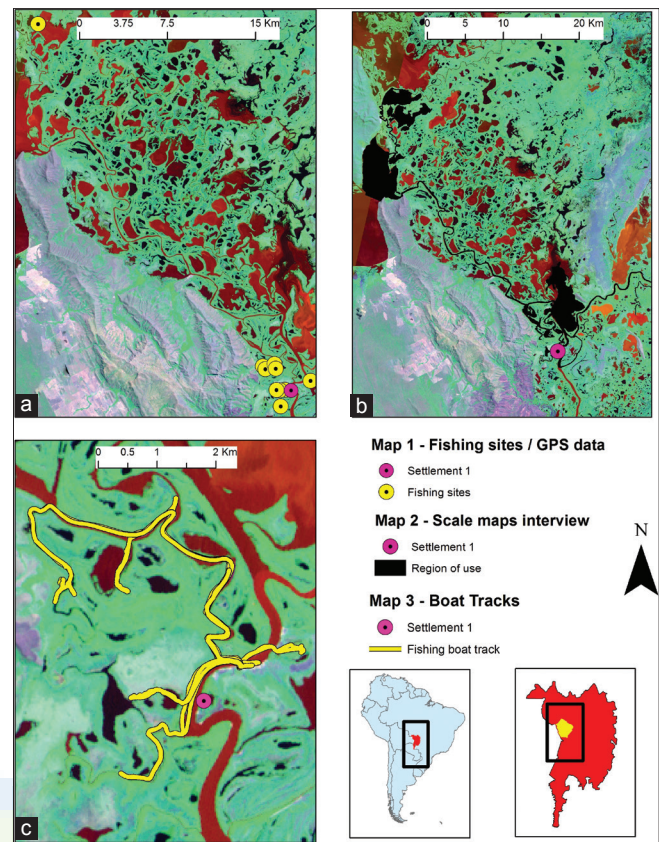 0 3.75 7.5 15 Km
a
0 5 10 20 Km
b
0 0.5 1 2 Km
c
Map 1 - Fishing sites / GPS data
Settlement 1
Fishing sites
Map 2 - Scale maps interview
Settlement 1
Region of use
Map 3 - Boat Tracks
Settlement 1
Fishing boat track
N